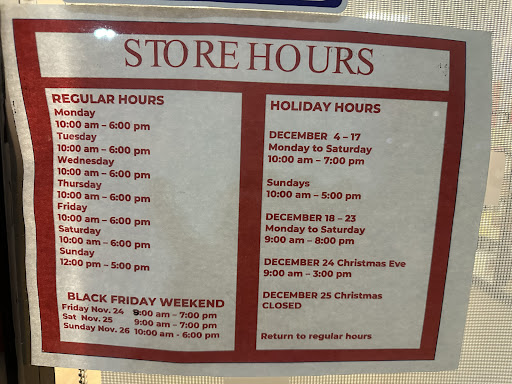 STORE HOURS
REGULAR HOURS
Monday
10:00 am – 6:00 pm
Tuesday
10:00 am – 6:00 pm
Wednesday
10:00 am – 6:00 pm
Thursday
10:00 am – 6:00 pm
Friday
10:00 am – 6:00 pm
Saturday
10:00 am – 6:00 pm
Sunday
12:00 pm – 5:00 pm
BLACK FRIDAY WEEKEND
Friday Nov. 24 9:00 am – 7:00 pm
Sat Nov. 25 9:00 am – 7:00 pm
Sunday Nov. 26 10:00 am - 6:00 pm
HOLIDAY HOURS
DECEMBER 4 – 17
Monday to Saturday
10:00 am – 7:00 pm
Sundays
10:00 am – 5:00 pm
DECEMBER 18 – 23
Monday to Saturday
9:00 am – 8:00 pm
DECEMBER 24 Christmas Eve
9:00 am – 3:00 pm
DECEMBER 25 Christmas
CLOSED
Return to regular hours